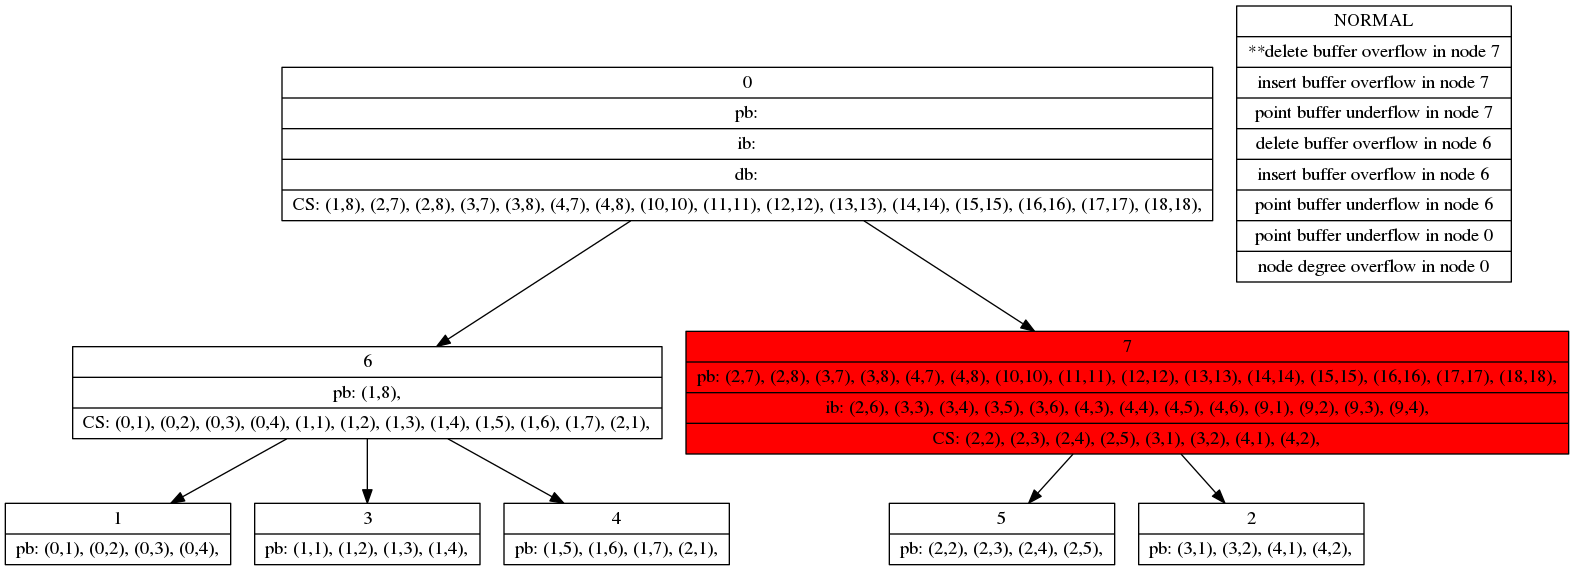 NORMAL
**delete buffer overflow in node 7
insert buffer overflow in node 7
point buffer underflow in node 7
delete buffer overflow in node 6
insert buffer overflow in node 6
point buffer underflow in node 6
point buffer underflow in node 0
node degree overflow in node 0
0
pb:
ib:
db:
CS: (1,8), (2,7), (2,8), (3,7), (3,8), (4,7), (4,8), (10,10), (11,11), (12,12), (13,13), (14,14), (15,15), (16,16), (17,17), (18,18),
6
pb: (1,8),
CS: (0,1), (0,2), (0,3), (0,4), (1,1), (1,2), (1,3), (1,4), (1,5), (1,6), (1,7), (2,1),
7
pb: (2,7), (2,8), (3,7), (3,8), (4,7), (4,8), (10,10), (11,11), (12,12), (13,13), (14,14), (15,15), (16,16), (17,17), (18,18),
ib: (2,6), (3,3), (3,4), (3,5), (3,6), (4,3), (4,4), (4,5), (4,6), (9,1), (9,2), (9,3), (9,4),
CS: (2,2), (2,3), (2,4), (2,5), (3,1), (3,2), (4,1), (4,2),
1
pb: (0,1), (0,2), (0,3), (0,4),
3
pb: (1,1), (1,2), (1,3), (1,4),
4
pb: (1,5), (1,6), (1,7), (2,1),
5
pb: (2,2), (2,3), (2,4), (2,5),
2
pb: (3,1), (3,2), (4,1), (4,2),